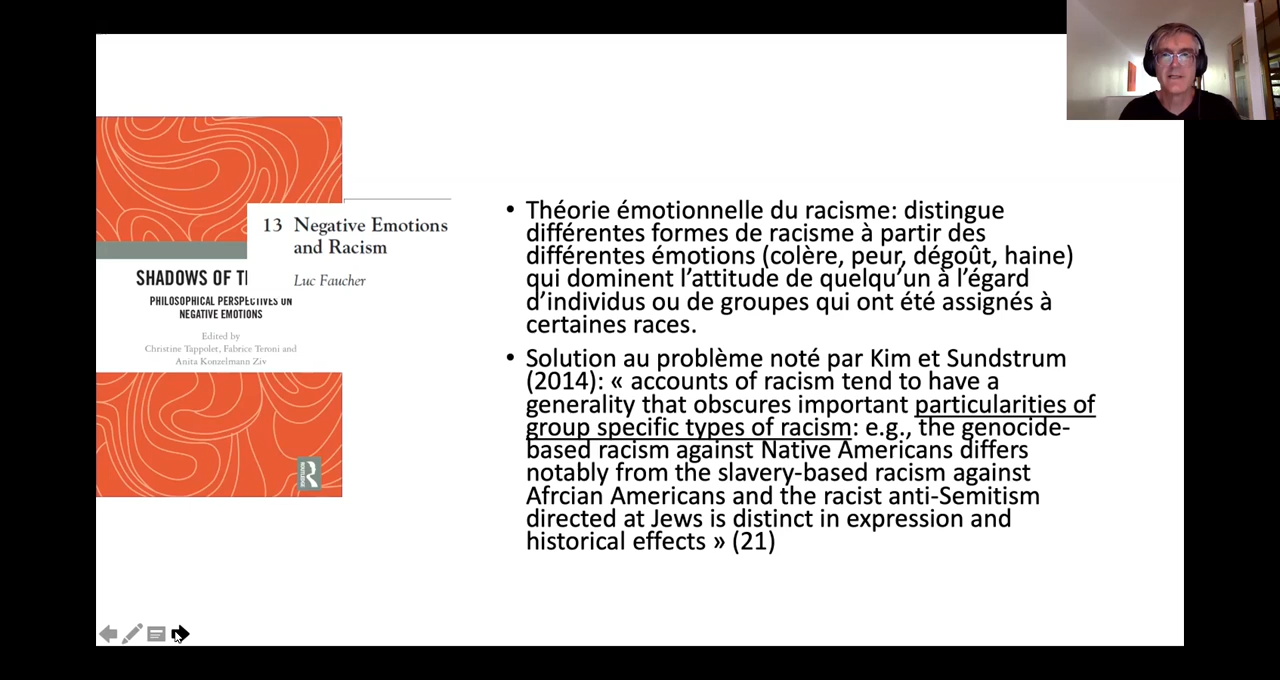 13 Negative Emotions
and Racism
Luc Faucher
SHADOWS OF
PHILOSOPHICAL PERSPECTIVES ON
NEGATIVE EMOTIONS
Edited by
Christine Tappolet, Fabrice Teroni and
Anita Konzelmann Ziv
ROUTLEDGE
• Théorie émotionnelle du racisme: distingue
différentes formes de racisme à partir des
différentes émotions (colère, peur, dégoût, haine)
qui dominent l'attitude de quelqu'un à l'égard
d'individus ou de groupes qui ont été assignés à
certaines races.
• Solution au problème noté par Kim et Sundstrum
(2014): « accounts of racism tend to have a
generality that obscures important particularities of
group specific types of racism: e.g., the genocide-
based racism against Native Americans differs
notably from the slavery-based racism against
Afrcian Americans and the racist anti-Semitism
directed at Jews is distinct in expression and
historical effects » (21)